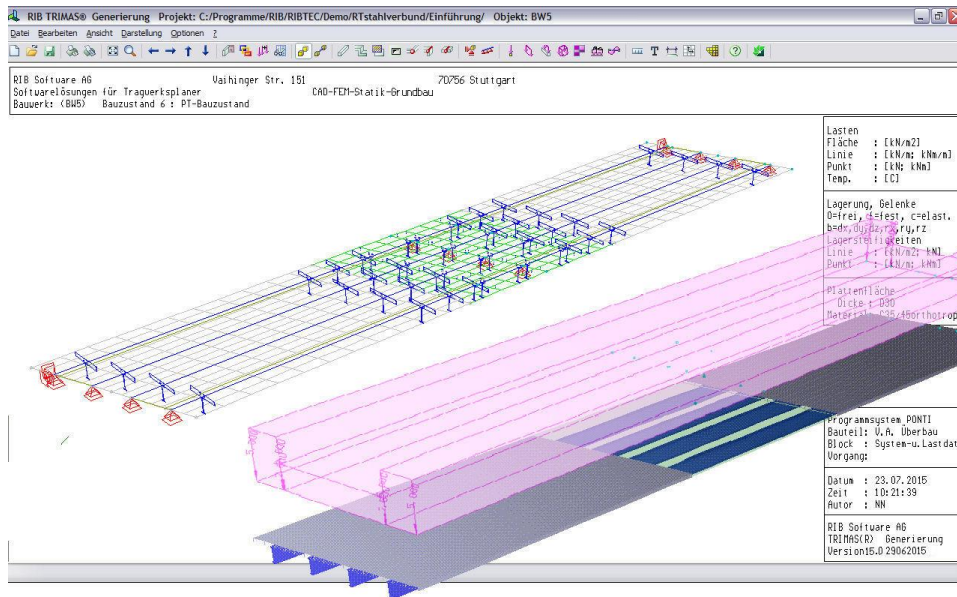 RIB TRIMAS® Generierung Projekt: C:/Programme/RIB/RIBTEC/Demo/RTstahlverbund/Einführung/ Objekt: BW5
Datei Bearbeiten Ansicht Darstellung Optionen ?
RIB Software AG Vaihinger Str. 151 70756 Stuttgart
Softwarelösungen für Tragwerksplaner CAD-FEM-Statik-Grundbau
Bauwerk: (BW5) Bauzustand 6 : PT-Bauzustand
Lasten
Fläche : [kN/m2]
Linie : [kN/m; kNm/m]
Punkt : [kN; kNm]
Temp. : [C]
Lagerung, Gelenke
0=frei, f=fest, c=elast.
b=dx,dy,dz,rx,ry,rz
Lagersteifigkeiten
Linie : [kN/m2; kN]
Punkt : [kN/m; kNm]
Plattenfläche
Dicke : D30
Material: C35/45orthotrop
Programmsystem PONTI
Bauteil: V.A. Überbau
Block : System-u.Lastdat
Vorgang:
Datum : 23.07.2015
Zeit : 10:21:39
Autor : NN
RIB Software AG
TRIMAS(R) Generierung
Version15.0 29062015